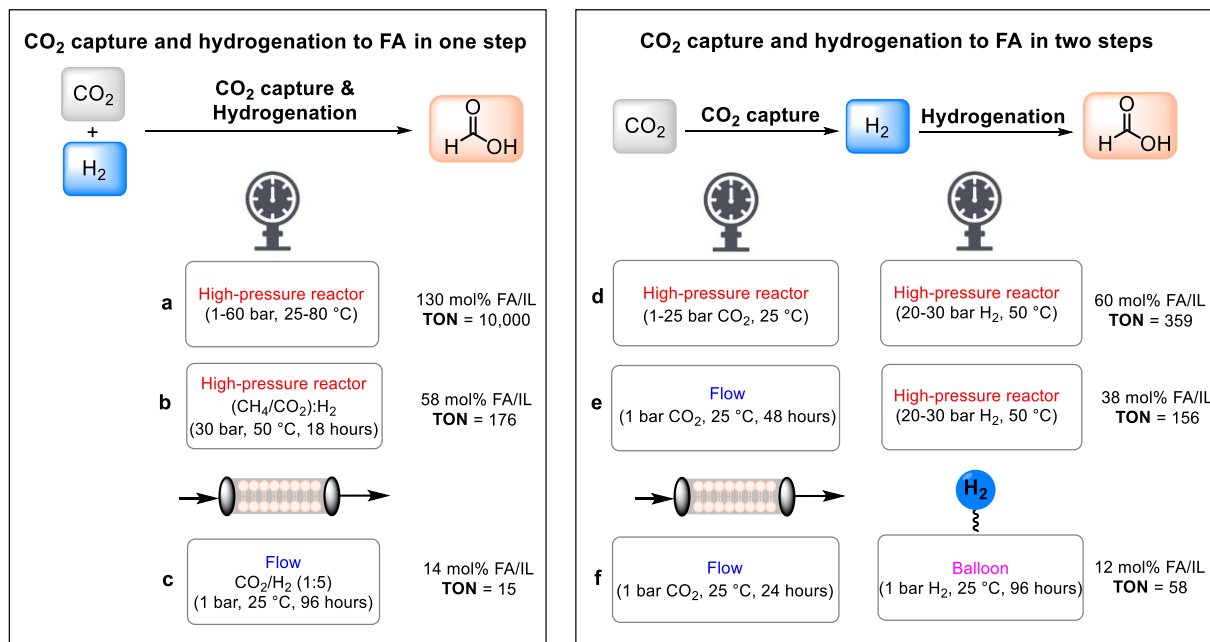 CO₂ capture and hydrogenation to FA in one step
CO₂
+
H₂
CO₂ capture &
Hydrogenation
O
H
OH
a
High-pressure reactor
(1-60 bar, 25-80 °C)
130 mol% FA/IL
TON = 10,000
b
High-pressure reactor
(CH₄/CO₂):H₂
(30 bar, 50 °C, 18 hours)
58 mol% FA/IL
TON = 176
c
Flow
CO₂/H₂ (1:5)
(1 bar, 25 °C, 96 hours)
14 mol% FA/IL
TON = 15
CO₂ capture and hydrogenation to FA in two steps
CO₂
CO₂ capture
H₂
Hydrogenation
O
H
OH
d
High-pressure reactor
(1-25 bar CO₂, 25 °C)
High-pressure reactor
(20-30 bar H₂, 50 °C)
60 mol% FA/IL
TON = 359
e
Flow
(1 bar CO₂, 25 °C, 48 hours)
High-pressure reactor
(20-30 bar H₂, 50 °C)
38 mol% FA/IL
TON = 156
H₂
f
Flow
(1 bar CO₂, 25 °C, 24 hours)
Balloon
(1 bar H₂, 25 °C, 96 hours)
12 mol% FA/IL
TON = 58